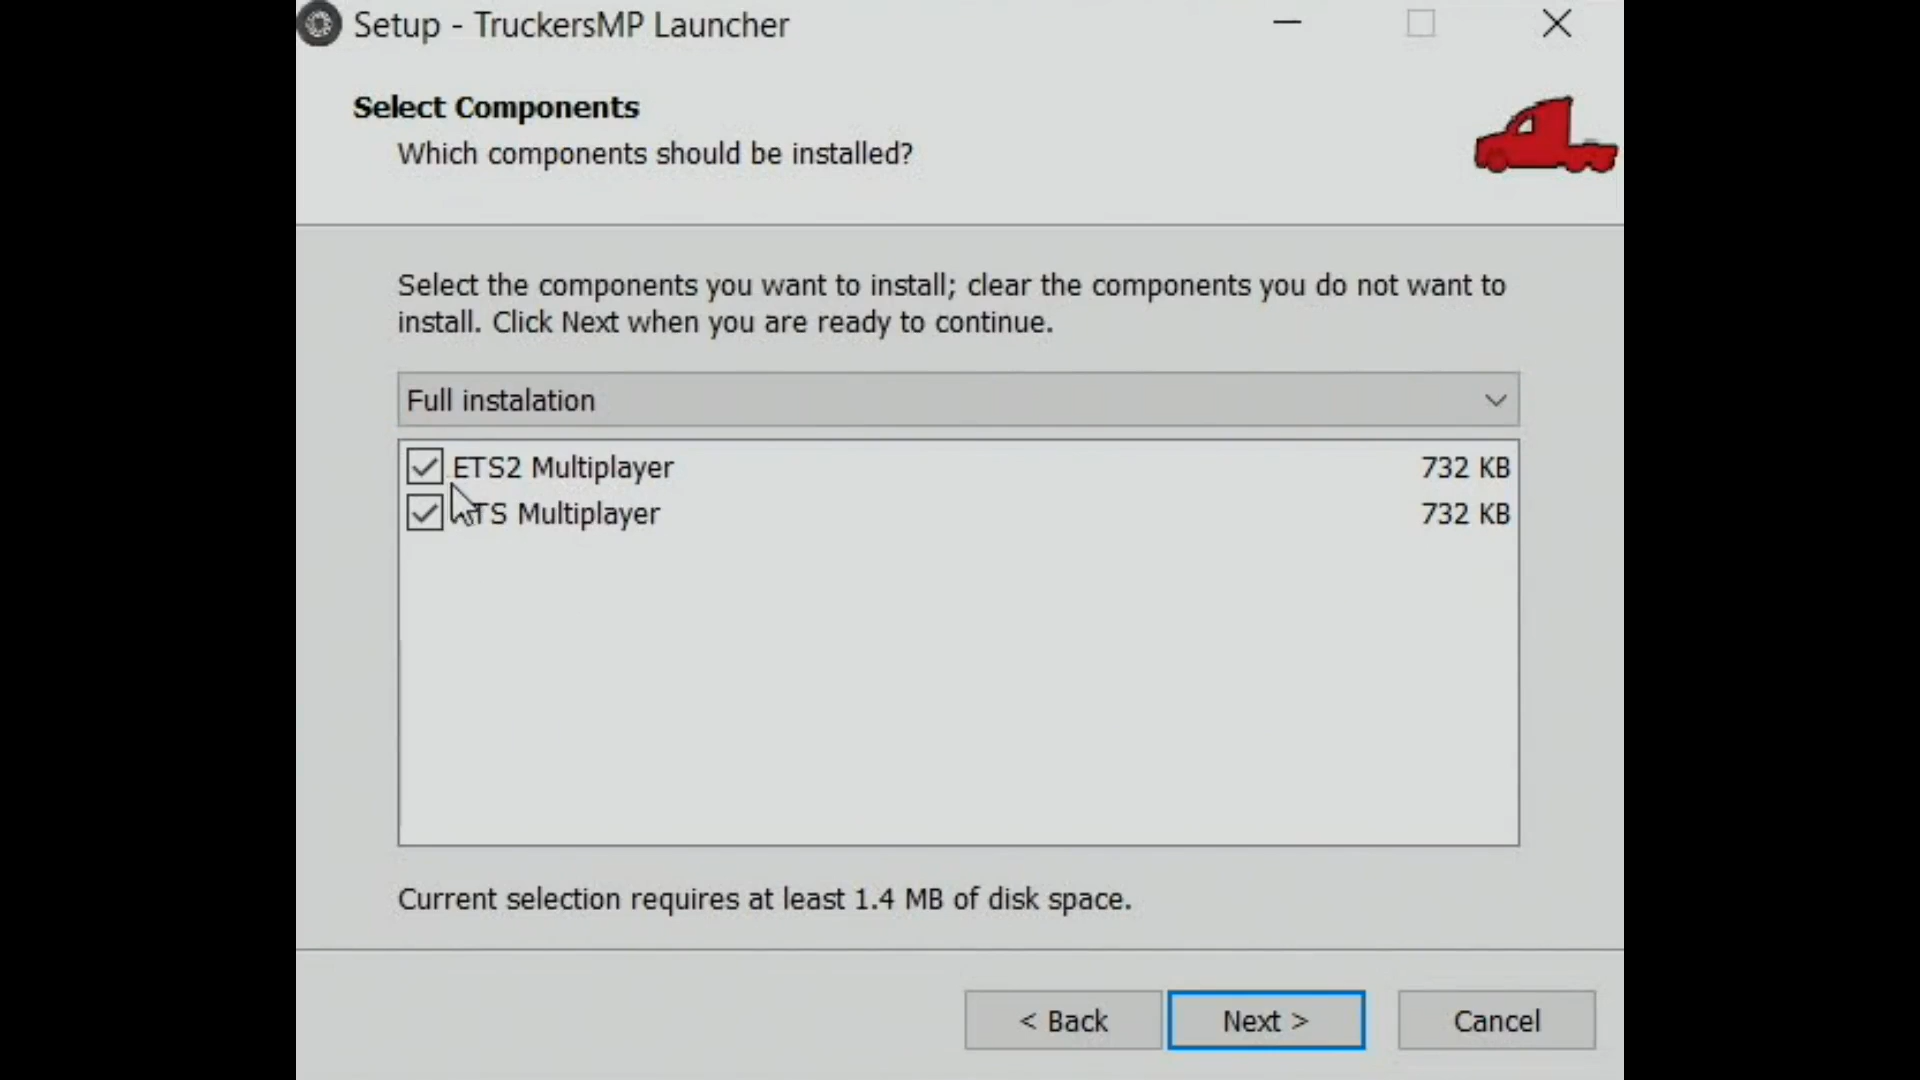 Setup - TruckersMP Launcher
Select Components
Which components should be installed?
Select the components you want to install; clear the components you do not want to
install. Click Next when you are ready to continue.
Full instalation
ETS2 Multiplayer 732 KB
Multiplayer 732 KB
Current selection requires at least 1.4 MB of disk space.
< Back Next > Cancel